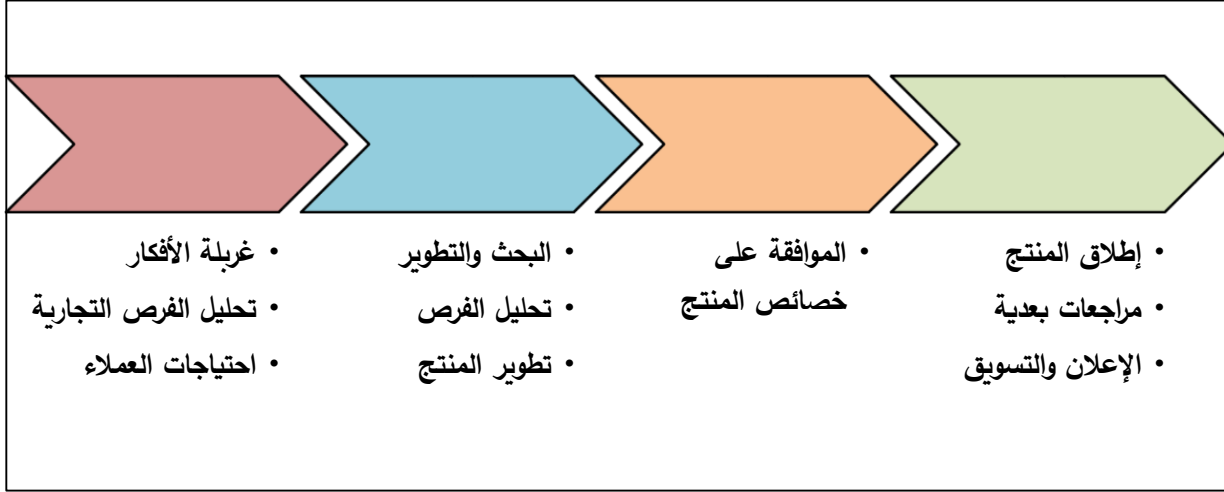 • غربلة الأفكار
• تحليل الفرص التجارية
• احتياجات العملاء
• البحث والتطوير
• تحليل الفرص
• تطوير المنتج
• الموافقة على
خصائص المنتج
• إطلاق المنتج
• مراجعات بعدية
• الإعلان والتسويق